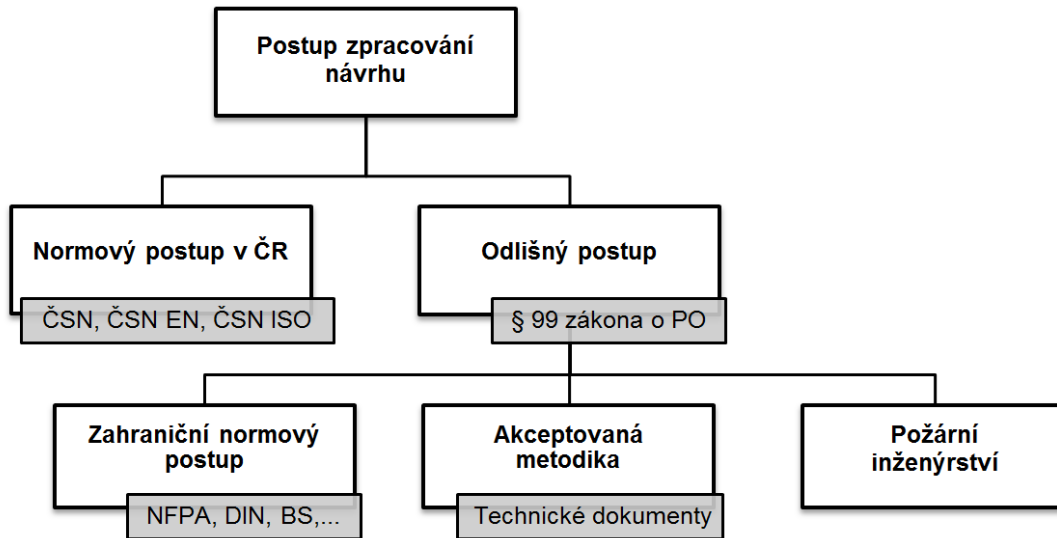 Postup zpracování
návrhu
Normový postup v ČR
ČSN, ČSN EN, ČSN ISO
Odlišný postup
§ 99 zákona o PO
Zahraniční normový
postup
NFPA, DIN, BS,...
Akceptovaná
metodika
Technické dokumenty
Požární
inženýrství